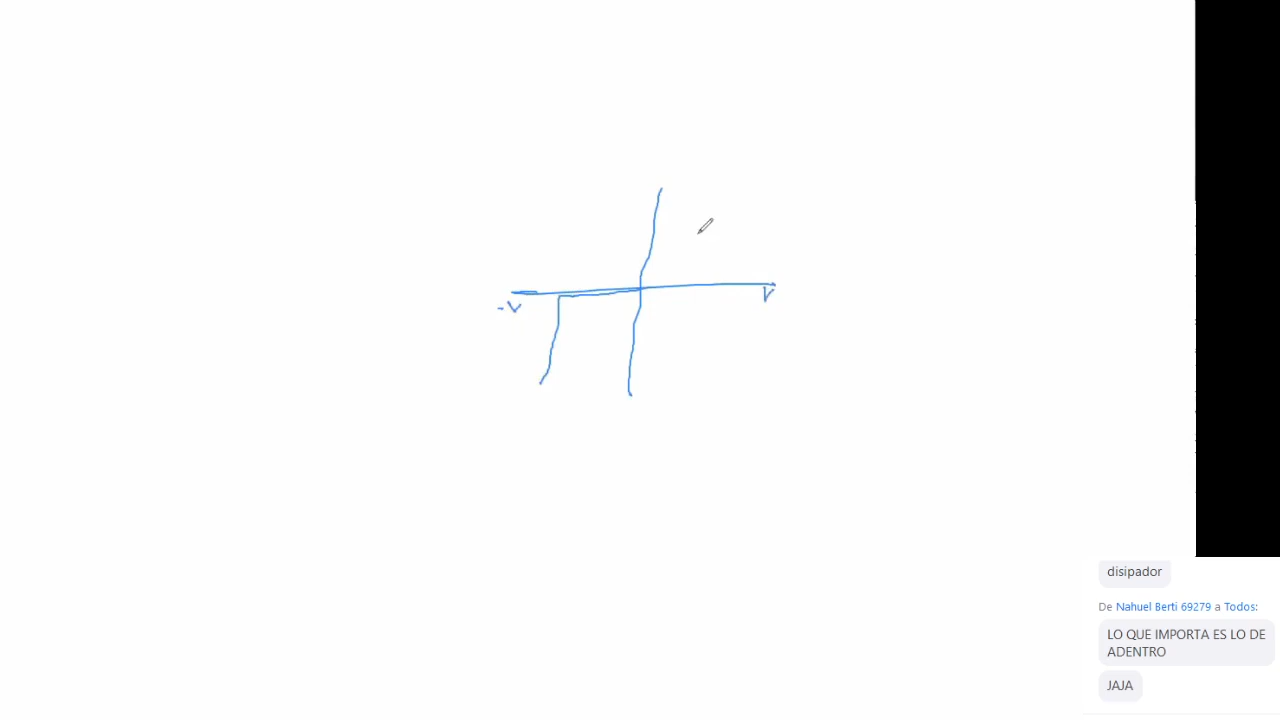 -V
V
disipador
De Nahuel Berti 69279 a Todos:
LO QUE IMPORTA ES LO DE
ADENTRO
JAJA